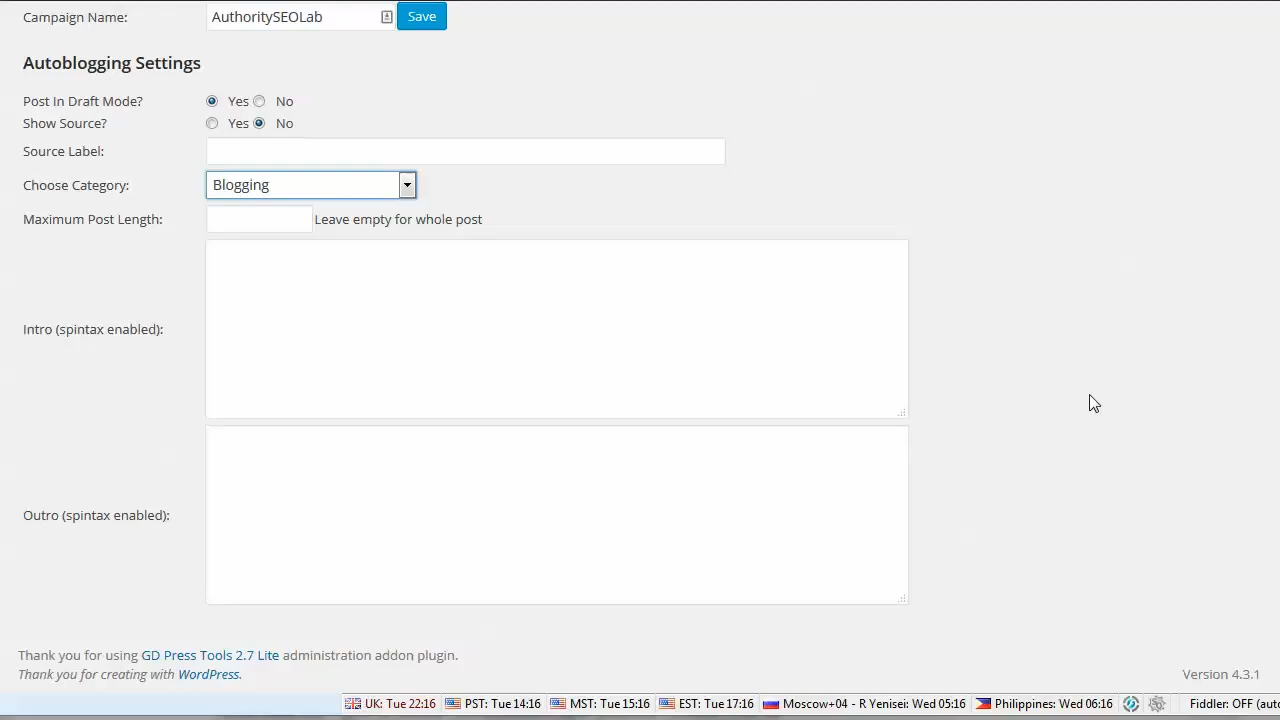 Campaign Name: AuthoritySEOLab Save
Autoblogging Settings
Post In Draft Mode? Yes No
Show Source? Yes No
Source Label:
Choose Category: Blogging
Maximum Post Length: Leave empty for whole post
Intro (spintax enabled):
Outro (spintax enabled):
Thank you for using GD Press Tools 2.7 Lite administration addon plugin.
Thank you for creating with WordPress. Version 4.3.1
UK: Tue 22:16 PST: Tue 14:16 MST: Tue 15:16 EST: Tue 17:16 Moscow+04 - R Yenisei: Wed 05:16 Philippines: Wed 06:16 Fiddler: OFF (aut